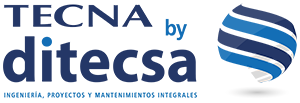 TECNA by
ditecsa
INGENIERÍA, PROYECTOS Y MANTENIMIENTOS INTEGRALES